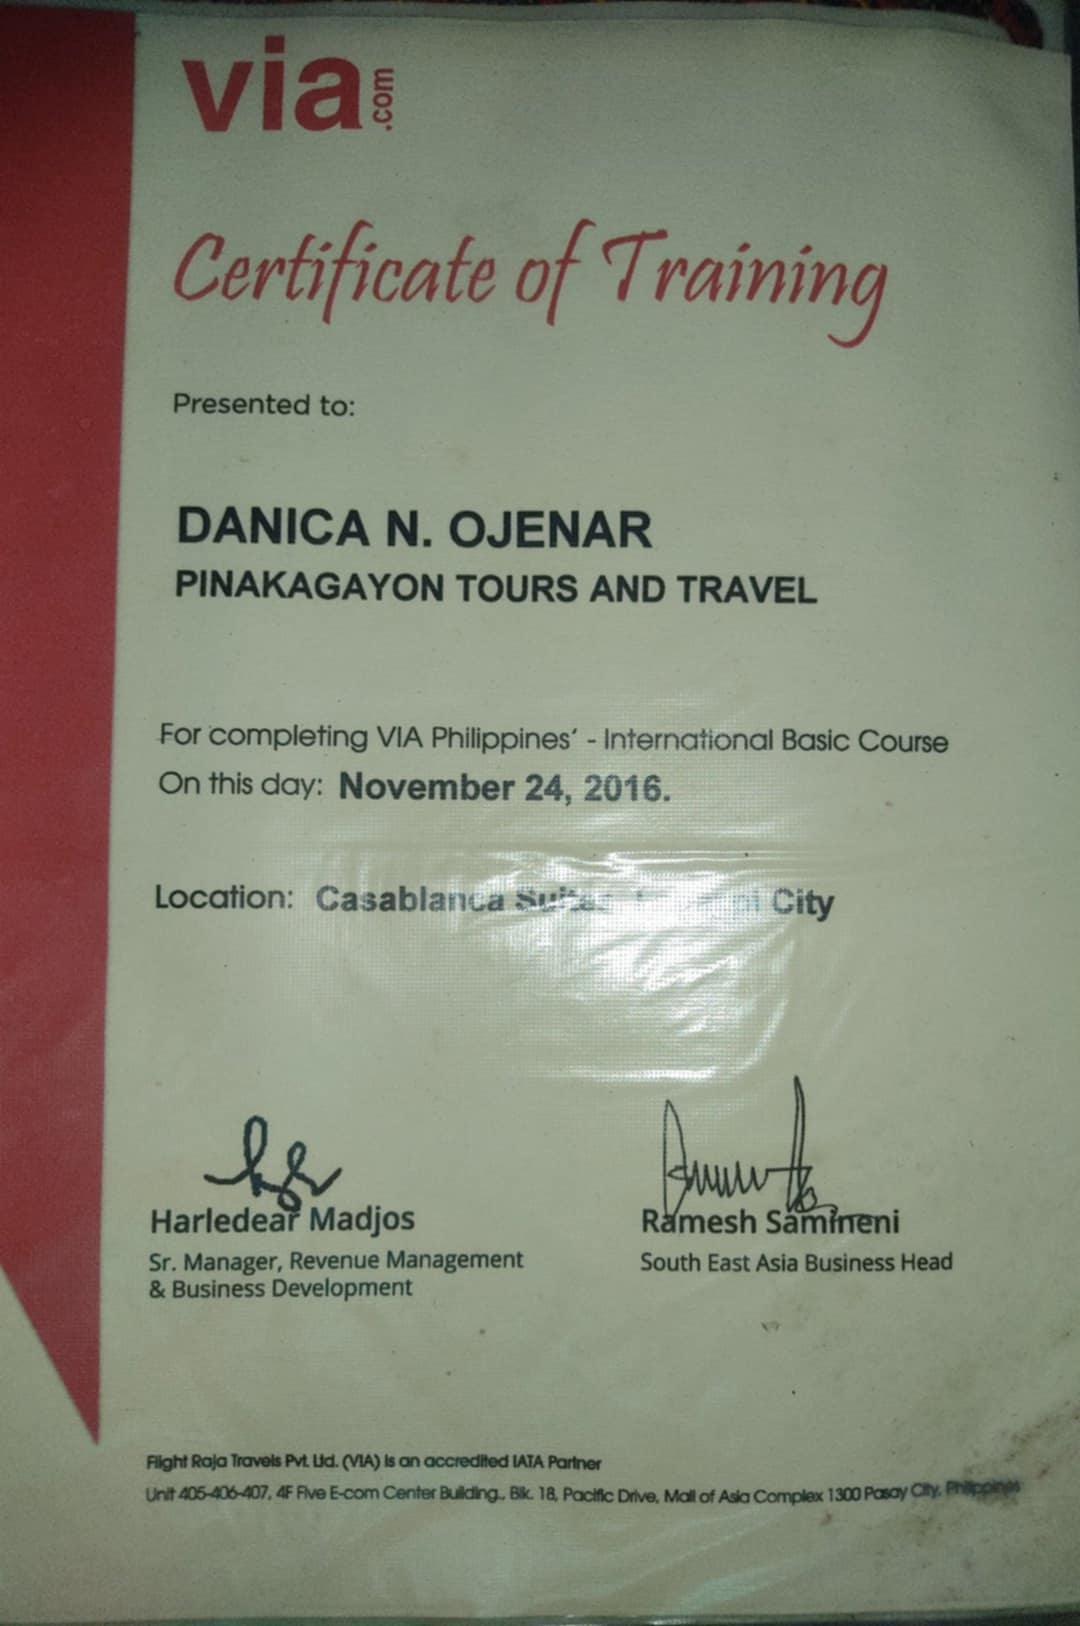 via.com
Certificate of Training
Presented to:
DANICA N. OJENAR
PINAKAGAYON TOURS AND TRAVEL
For completing VIA Philippines' - International Basic Course
On this day: November 24, 2016.
Location: Casablanca Suites City
Harledear Madjos
Sr. Manager, Revenue Management
& Business Development
Ramesh Samineni
South East Asia Business Head
Flight Raja Travels Pvt. Ltd. (VIA) is an accredited IATA Partner
Unit 405-406-407, 4F Five E-com Center Building., Blk. 18, Pacific Drive, Mall of Asia Complex 1300 Pasay City, Philippines